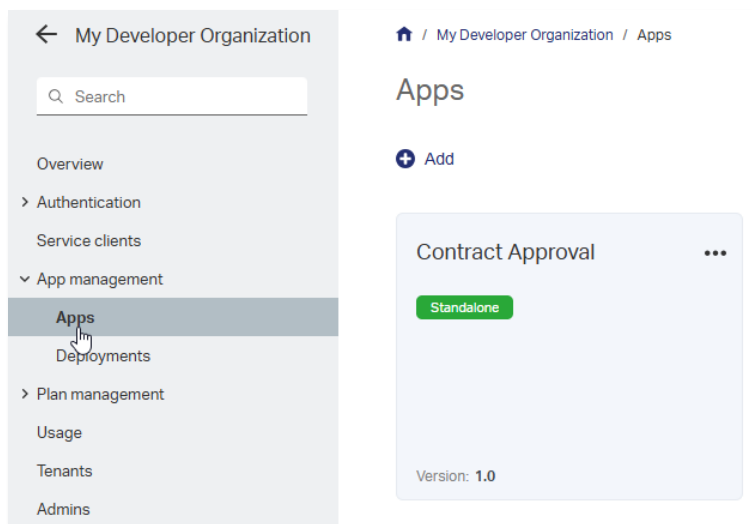 My Developer Organization
Search
Overview
Authentication
Service clients
App management
Apps
Deployments
Plan management
Usage
Tenants
Admins
/ My Developer Organization / Apps
Apps
Add
Contract Approval
Standalone
Version: 1.0